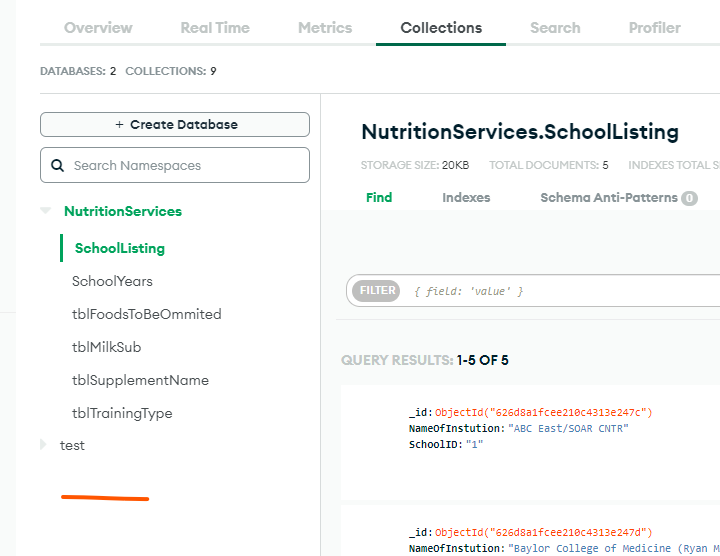 Overview Real Time Metrics Collections Search Profiler
DATABASES: 2 COLLECTIONS: 9
+ Create Database
Search Namespaces
NutritionServices
SchoolListing
SchoolYears
tblFoodsToBeOmmited
tblMilkSub
tblSupplementName
tblTrainingType
test
NutritionServices.SchoolListing
STORAGE SIZE: 20KB TOTAL DOCUMENTS: 5 INDEXES TOTAL S
Find Indexes Schema Anti-Patterns 0
FILTER { field: 'value' }
QUERY RESULTS: 1-5 OF 5
_id: ObjectId("626d8a1fcee210c4313e247c")
NameOfInstution: "ABC East/SOAR CNTR"
SchoolID: "1"
_id: ObjectId("626d8a1fcee210c4313e247d")
NameOfInstution: "Baylor College of Medicine (Ryan M